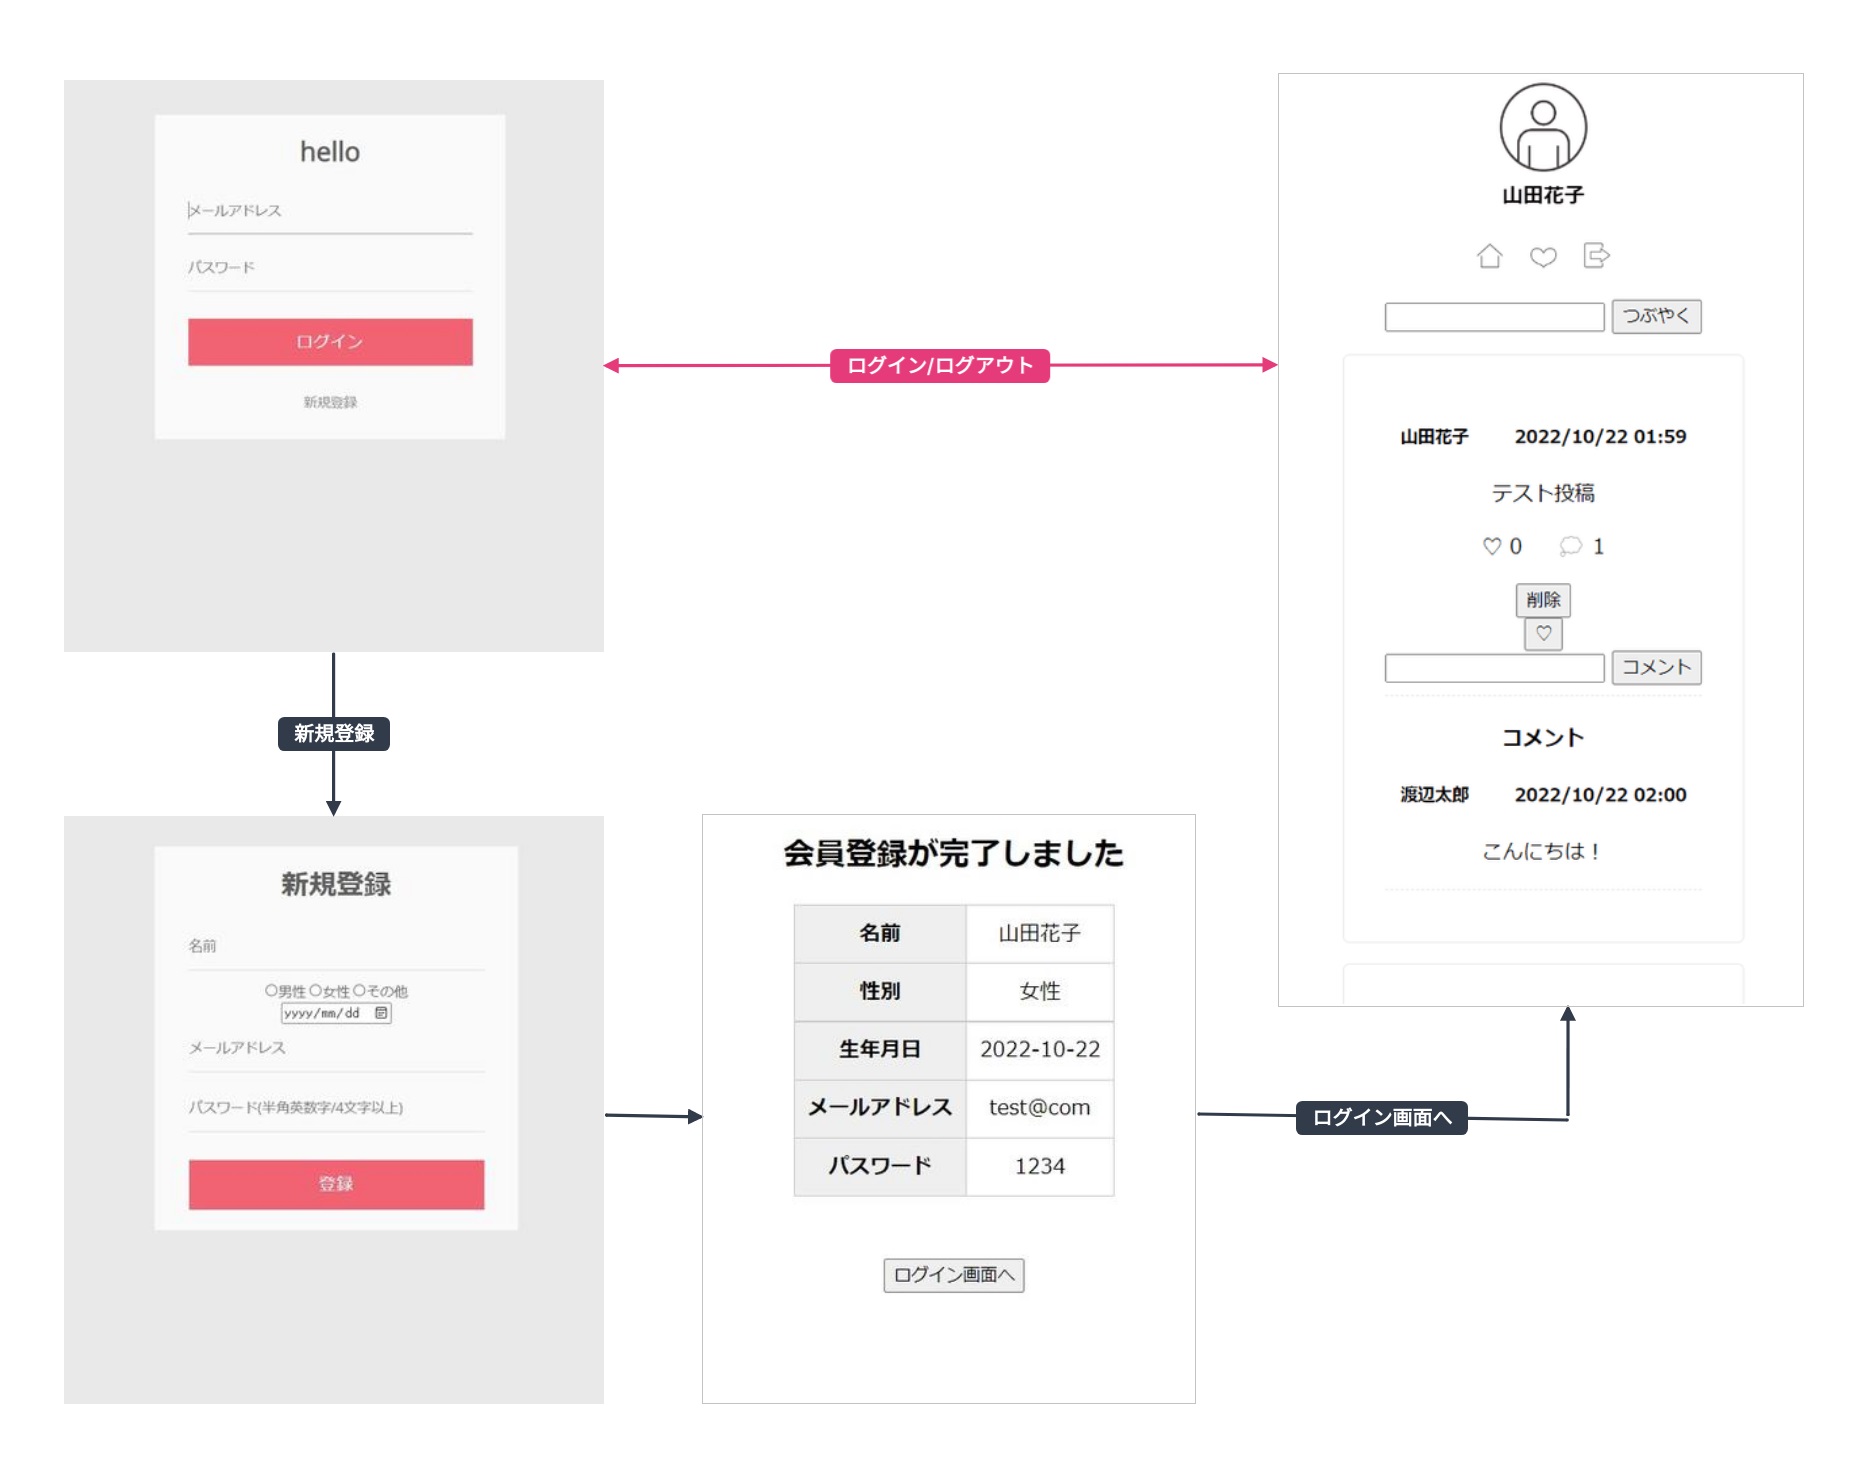 hello
メールアドレス
パスワード
ログイン
新規登録
ログイン/ログアウト
山田花子
つぶやく
山田花子 2022/10/22 01:59
テスト投稿
♡ 0 1
削除
♡
コメント
コメント
渡辺太郎 2022/10/22 02:00
こんにちは！
新規登録
新規登録
名前
○男性○女性○その他
yyyy/mm/dd
メールアドレス
パスワード(半角英数字/4文字以上)
登録
会員登録が完了しました
名前 山田花子
性別 女性
生年月日 2022-10-22
メールアドレス test@com
パスワード 1234
ログイン画面へ
ログイン画面へ